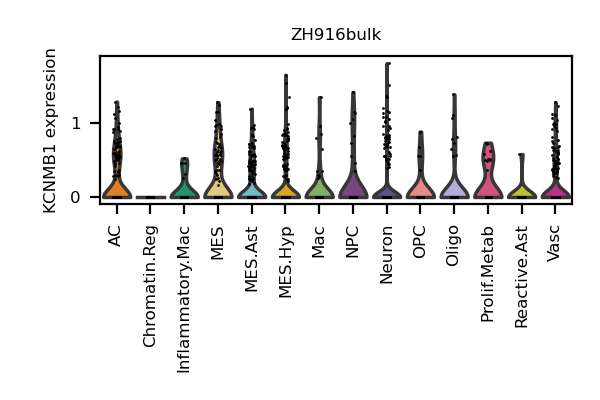 ZH916bulk
KCNMB1 expression
1
0
AC
Chromatin.Reg
Inflammatory.Mac
MES
MES.Ast
MES.Hyp
Mac
NPC
Neuron
OPC
Oligo
Prolif.Metab
Reactive.Ast
Vasc